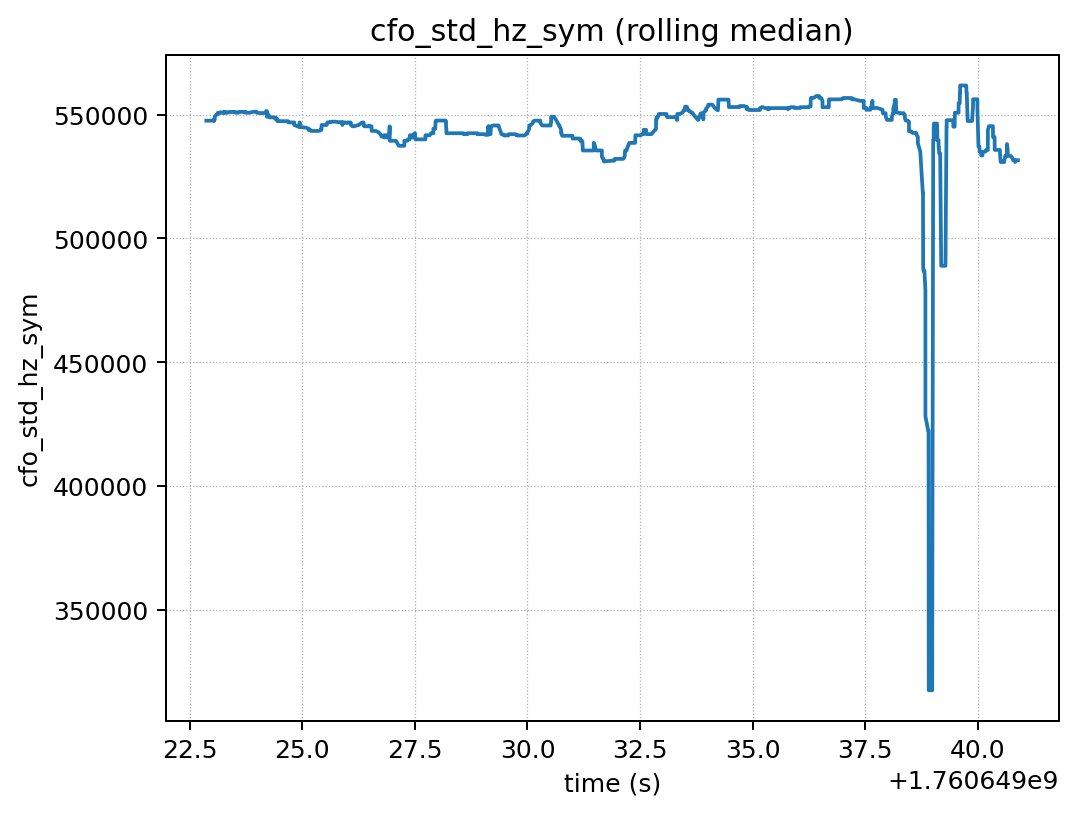 cfo_std_hz_sym (rolling median)
cfo_std_hz_sym
550000
500000
450000
400000
350000
22.5 25.0 27.5 30.0 32.5 35.0 37.5 40.0
time (s)
+1.760649e9